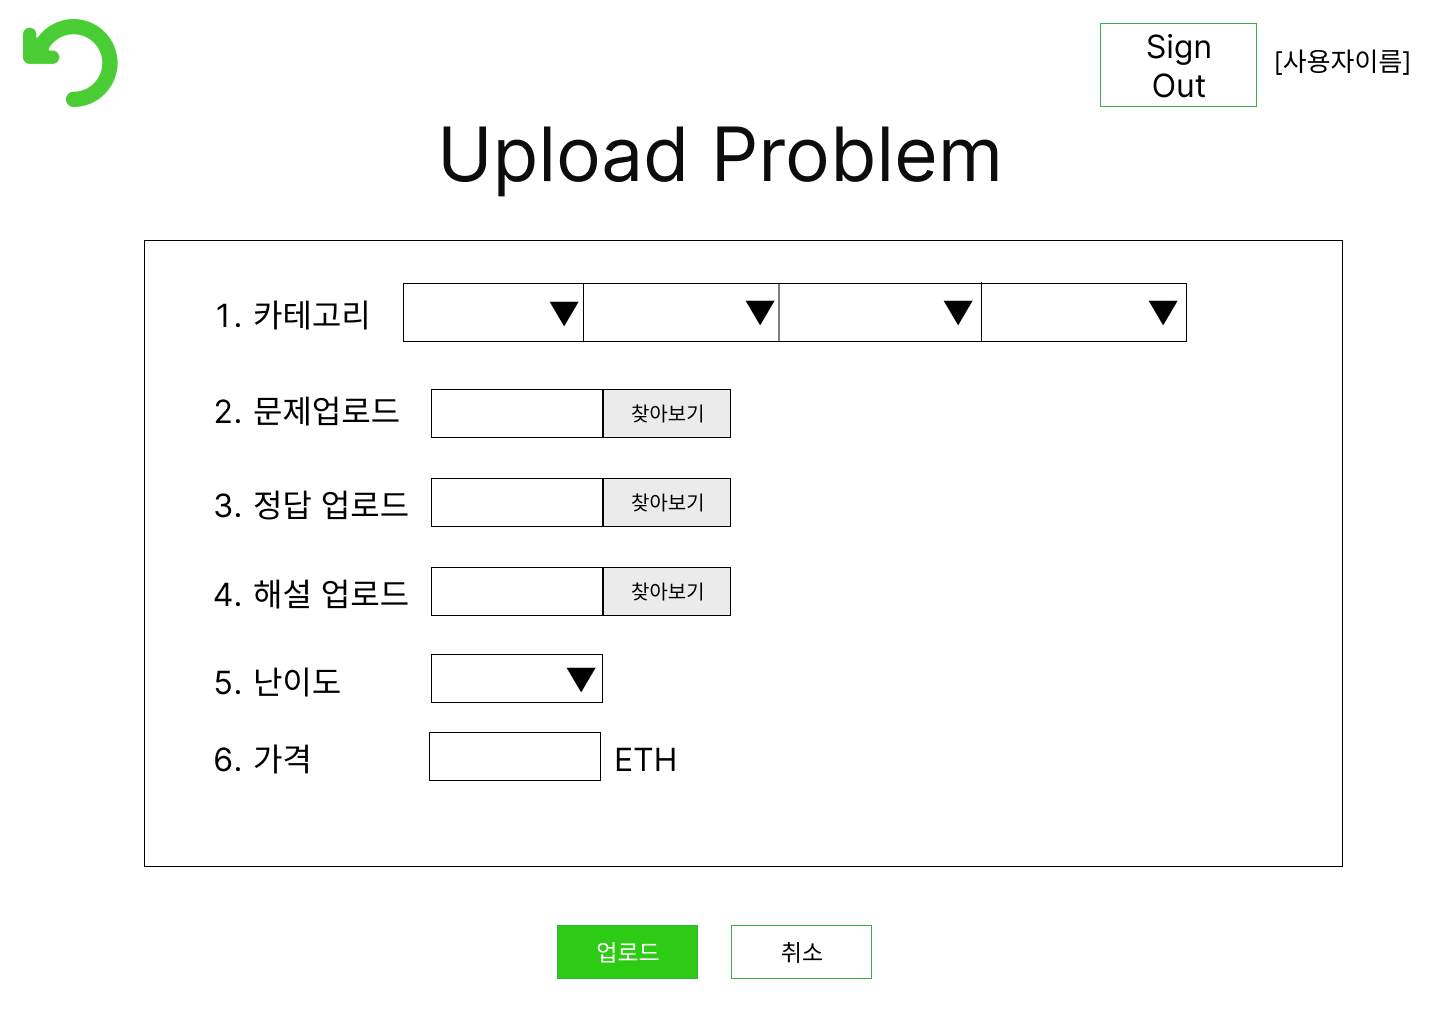 Sign
Out
[사용자이름]
Upload Problem
1. 카테고리
2. 문제업로드
찾아보기
3. 정답 업로드
찾아보기
4. 해설 업로드
찾아보기
5. 난이도
6. 가격
ETH
업로드
취소